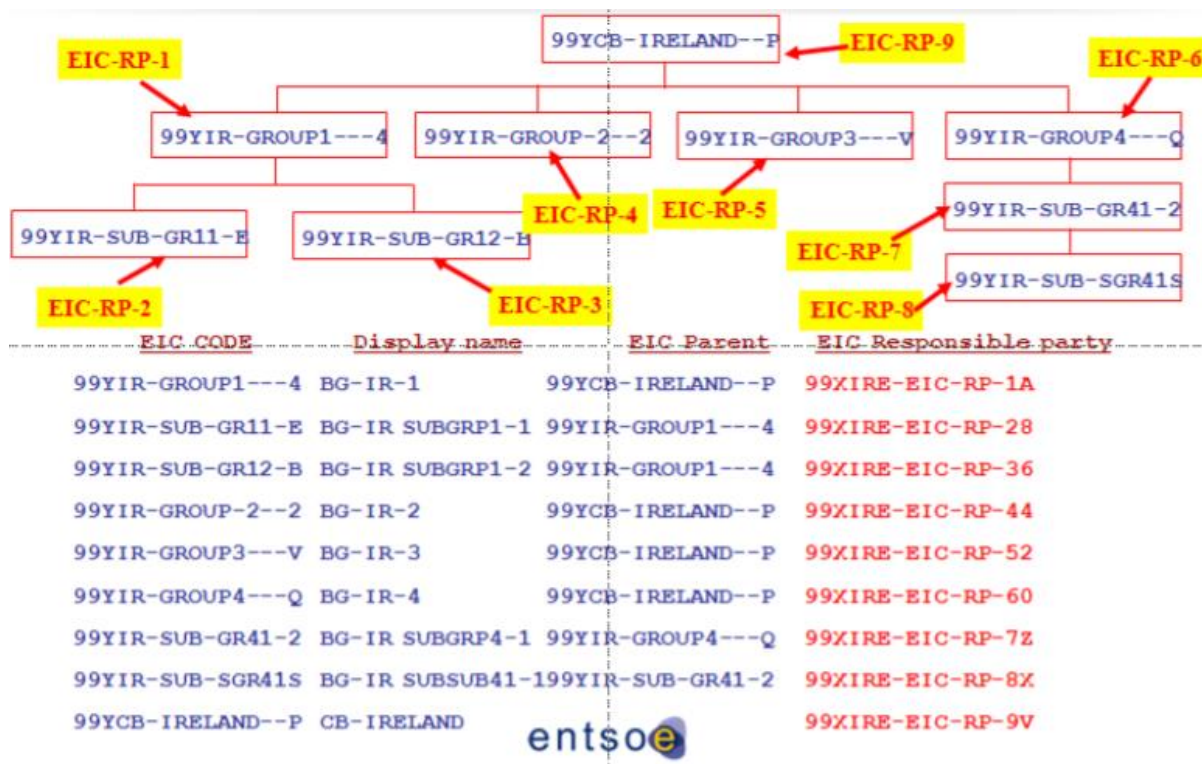 99YCB-IRELAND--P
EIC-RP-9
EIC-RP-1
EIC-RP-6
99YIR-GROUP1---4
99YIR-GROUP-2--2
99YIR-GROUP3---V
99YIR-GROUP4---Q
EIC-RP-4
EIC-RP-5
99YIR-SUB-GR41-2
99YIR-SUB-GR11-E
99YIR-SUB-GR12-B
EIC-RP-7
99YIR-SUB-SGR41S
EIC-RP-2
EIC-RP-3
EIC-RP-8
EIC CODE Display name EIC Parent EIC Responsible party
99YIR-GROUP1---4 BG-IR-1 99YCB-IRELAND--P 99XIRE-EIC-RP-1A
99YIR-SUB-GR11-E BG-IR SUBGRP1-1 99YIR-GROUP1---4 99XIRE-EIC-RP-28
99YIR-SUB-GR12-B BG-IR SUBGRP1-2 99YIR-GROUP1---4 99XIRE-EIC-RP-36
99YIR-GROUP-2--2 BG-IR-2 99YCB-IRELAND--P 99XIRE-EIC-RP-44
99YIR-GROUP3---V BG-IR-3 99YCB-IRELAND--P 99XIRE-EIC-RP-52
99YIR-GROUP4---Q BG-IR-4 99YCB-IRELAND--P 99XIRE-EIC-RP-60
99YIR-SUB-GR41-2 BG-IR SUBGRP4-1 99YIR-GROUP4---Q 99XIRE-EIC-RP-7Z
99YIR-SUB-SGR41S BG-IR SUBSUB41-199YIR-SUB-GR41-2 99XIRE-EIC-RP-8X
99YCB-IRELAND--P CB-IRELAND 99XIRE-EIC-RP-9V
entsoe